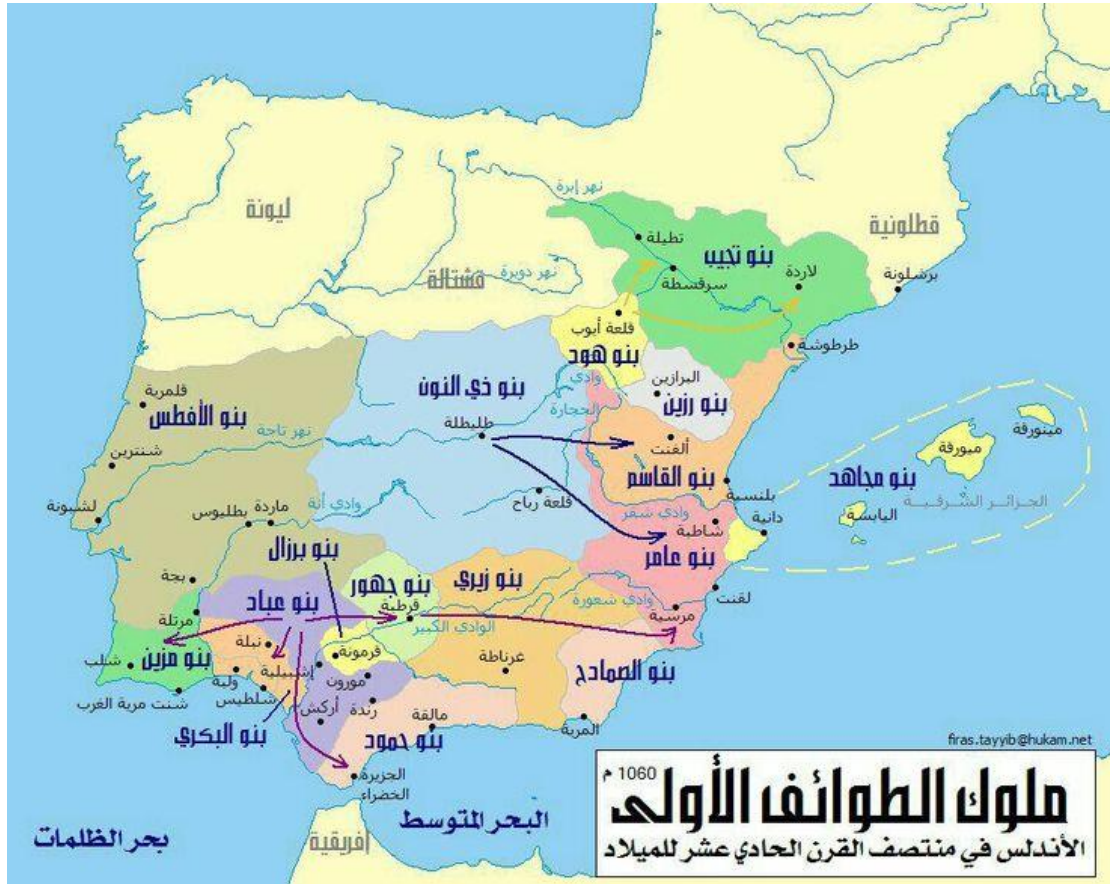 نهر إبرة
ليونة
قطلونية
تطيلة
بنو تجيب
لاردة
برشلونة
سرقسطة
نهر دويرة
قشتالة
قلعة أيوب
طرطوشة
بنو هود
البرازين
وادي
الحجارة
بنو رزين
بنو ذي النون
قلمرية
بنو الأفطس
طليطلة
نهر تاجة
ألفنت
مينورقة
ميورقة
شنترين
بنو القاسم
بلنسية
بنو مجاهد
الجزائر الشرقية
اليابسة
لشبونة
بطليوس
ماردة
وادي أنة
قلعة رباح
وادي شقر
شاطبة
دانية
بنو عامر
بنو برزال
بنو جهور
بنو زيري
لقنت
بجة
بنو عباد
قرطبة
وادي شعورة
مرسية
الوادي الكبير
مرتلة
نبلة
بنو مزين
شلب
إشبيلية
قرمونة
غرناطة
بنو الصمادح
ولبة
شلطيس
مورون
شنت مرية الغرب
أركش
رندة
مالقة
المرية
بنو البكري
بنو حمود
الجزيرة
الخضراء
البحر المتوسط
بحر الظلمات
أفريقية
firas.tayyib@hukam.net
1060 م
ملوك الطوائف الأولى
الأندلس في منتصف القرن الحادي عشر للميلاد